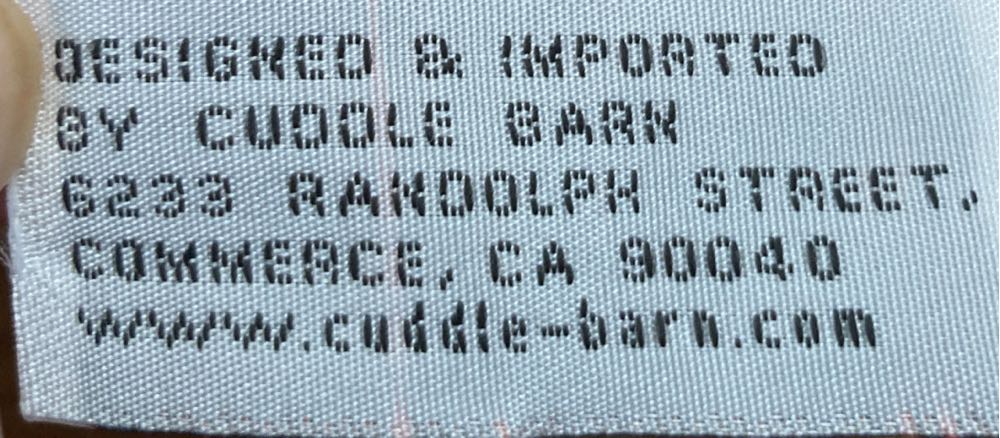 DESIGNED & IMPORTED
BY CUDDLE BARN
6233 RANDOLPH STREET,
COMMERCE, CA 90040
www.cuddle-barn.com